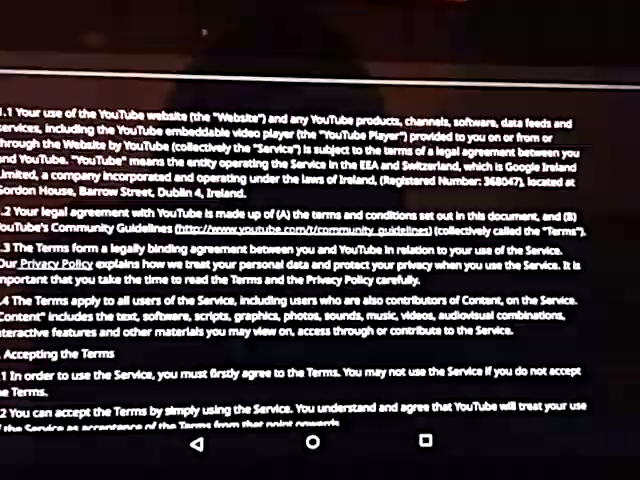 1.1 Your use of the YouTube website (the "Website") and any YouTube products, channels, software, data feeds and
services, including the YouTube embeddable video player (the "YouTube Player") provided to you on or from or
through the Website by YouTube (collectively the "Service") is subject to the terms of a legal agreement between you
and YouTube. "YouTube" means the entity operating the Service in the EEA and Switzerland, which is Google Ireland
Limited, a company incorporated and operating under the laws of Ireland, (Registered Number: 368047), located at
Gordon House, Barrow Street, Dublin 4, Ireland.
.2 Your legal agreement with YouTube is made up of (A) the terms and conditions set out in this document, and (B)
YouTube's Community Guidelines (http://www.youtube.com/t/community_guidelines) (collectively called the "Terms").
.3 The Terms form a legally binding agreement between you and YouTube in relation to your use of the Service.
Our Privacy Policy explains how we treat your personal data and protect your privacy when you use the Service. It is
mportant that you take the time to read the Terms and the Privacy Policy carefully.
.4 The Terms apply to all users of the Service, including users who are also contributors of Content, on the Service.
Content" includes the text, software, scripts, graphics, photos, sounds, music, videos, audiovisual combinations,
nteractive features and other materials you may view on, access through or contribute to the Service.
. Accepting the Terms
.1 In order to use the Service, you must firstly agree to the Terms. You may not use the Service if you do not accept
he Terms.
.2 You can accept the Terms by simply using the Service. You understand and agree that YouTube will treat your use
f the Service as acceptance of the Terms from that point onwards